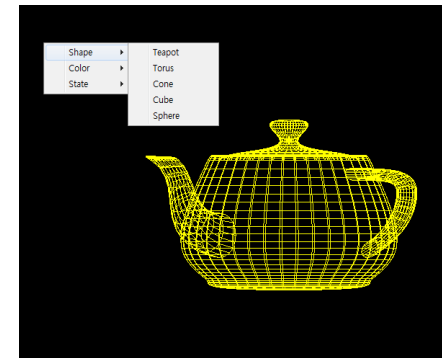 Shape
Color
State
Teapot
Torus
Cone
Cube
Sphere